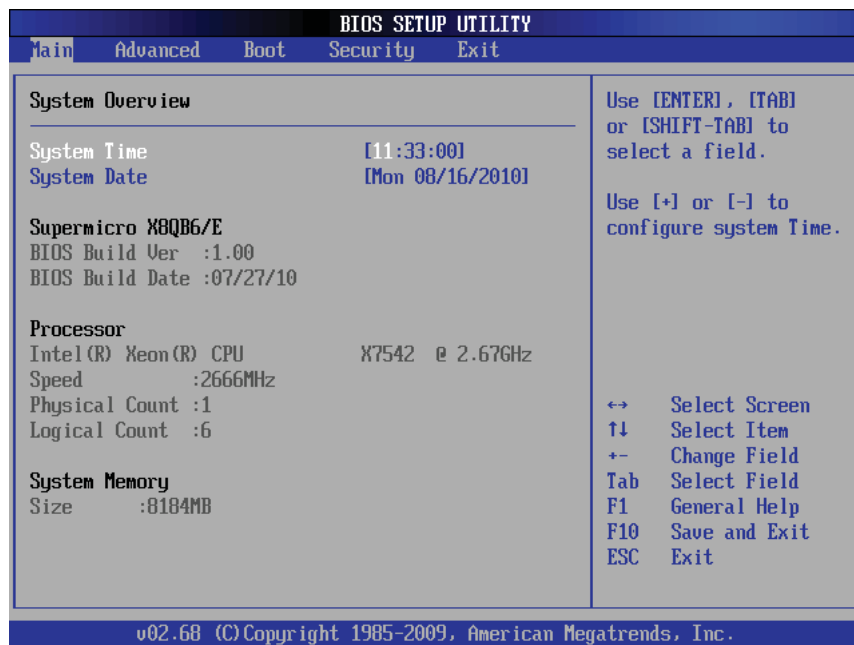 BIOS SETUP UTILITY
Main Advanced Boot Security Exit
System Overview
System Time [11:33:00]
System Date [Mon 08/16/2010]
Supermicro X8QB6/E
BIOS Build Ver :1.00
BIOS Build Date :07/27/10
Processor
Intel(R) Xeon(R) CPU X7542 @ 2.67GHz
Speed :2666MHz
Physical Count :1
Logical Count :6
System Memory
Size :8184MB
Use [ENTER], [TAB]
or [SHIFT-TAB] to
select a field.
Use [+] or [-] to
configure system Time.
↔ Select Screen
↑↓ Select Item
+- Change Field
Tab Select Field
F1 General Help
F10 Save and Exit
ESC Exit
v02.68 (C)Copyright 1985-2009, American Megatrends, Inc.